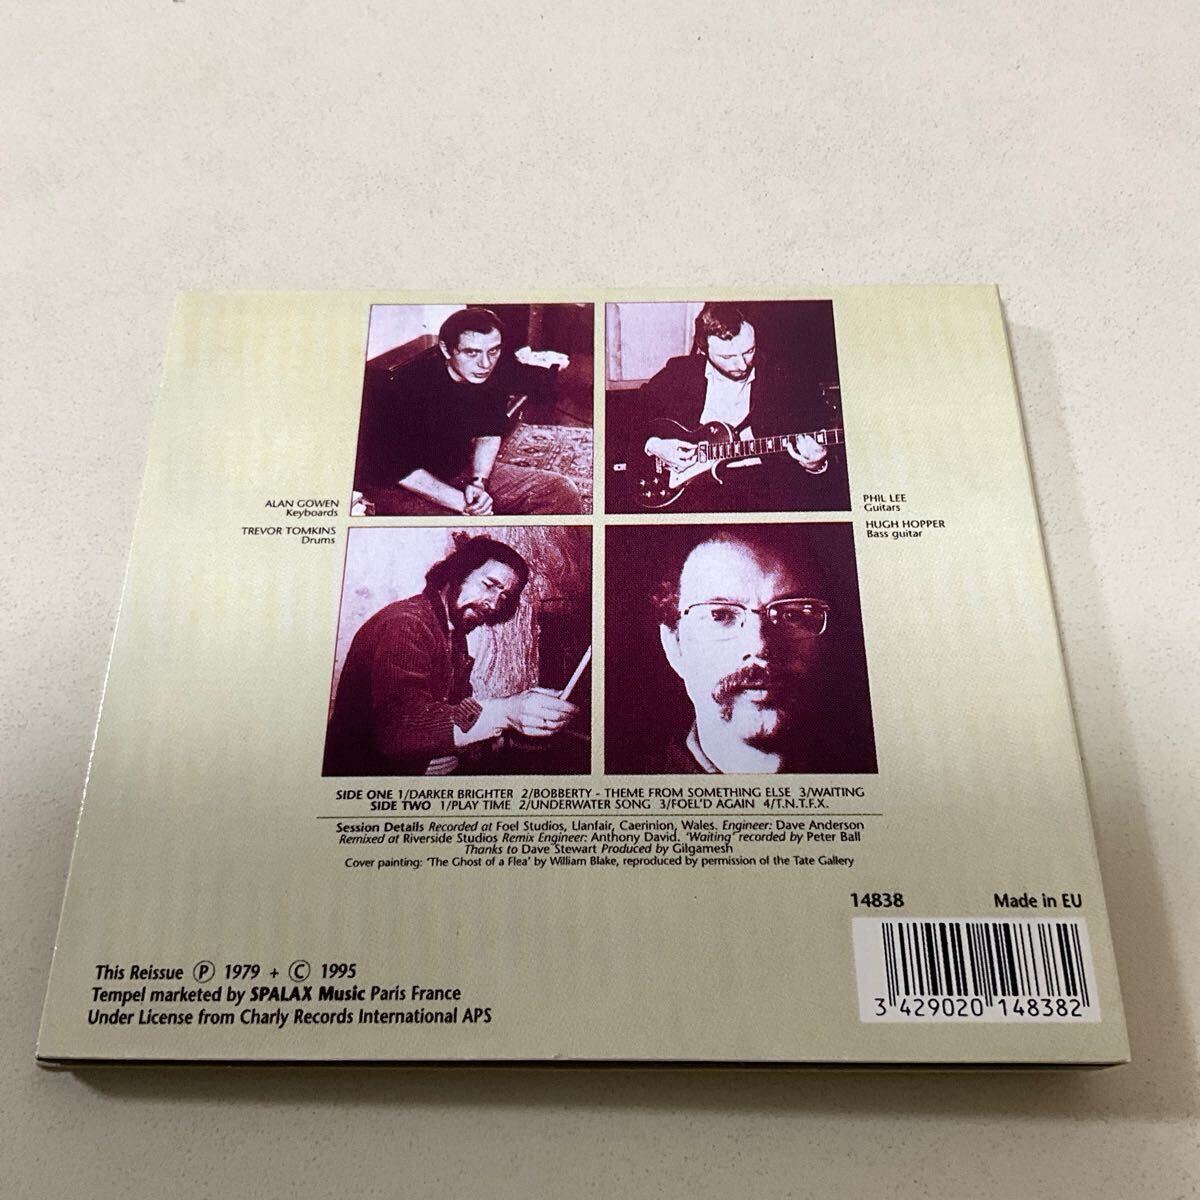 ALAN GOWEN
Keyboards
TREVOR TOMKINS
Drums
PHIL LEE
Guitars
HUGH HOPPER
Bass guitar
SIDE ONE 1/DARKER BRIGHTER 2/BOBBERTY - THEME FROM SOMETHING ELSE 3/WAITING
SIDE TWO 1/PLAY TIME 2/UNDERWATER SONG 3/FOEL'D AGAIN 4/T.N.T.F.X.
Session Details Recorded at Foel Studios, Llanfair, Caerinion, Wales. Engineer: Dave Anderson
Remixed at Riverside Studios Remix Engineer: Anthony David. 'Waiting' recorded by Peter Ball
Thanks to Dave Stewart Produced by Gilgamesh
Cover painting: 'The Ghost of a Flea' by William Blake, reproduced by permission of the Tate Gallery
14838 Made in EU
This Reissue Ⓟ 1979 + Ⓒ 1995
Tempel marketed by SPALAX Music Paris France
Under License from Charly Records International APS
3 429020 148382